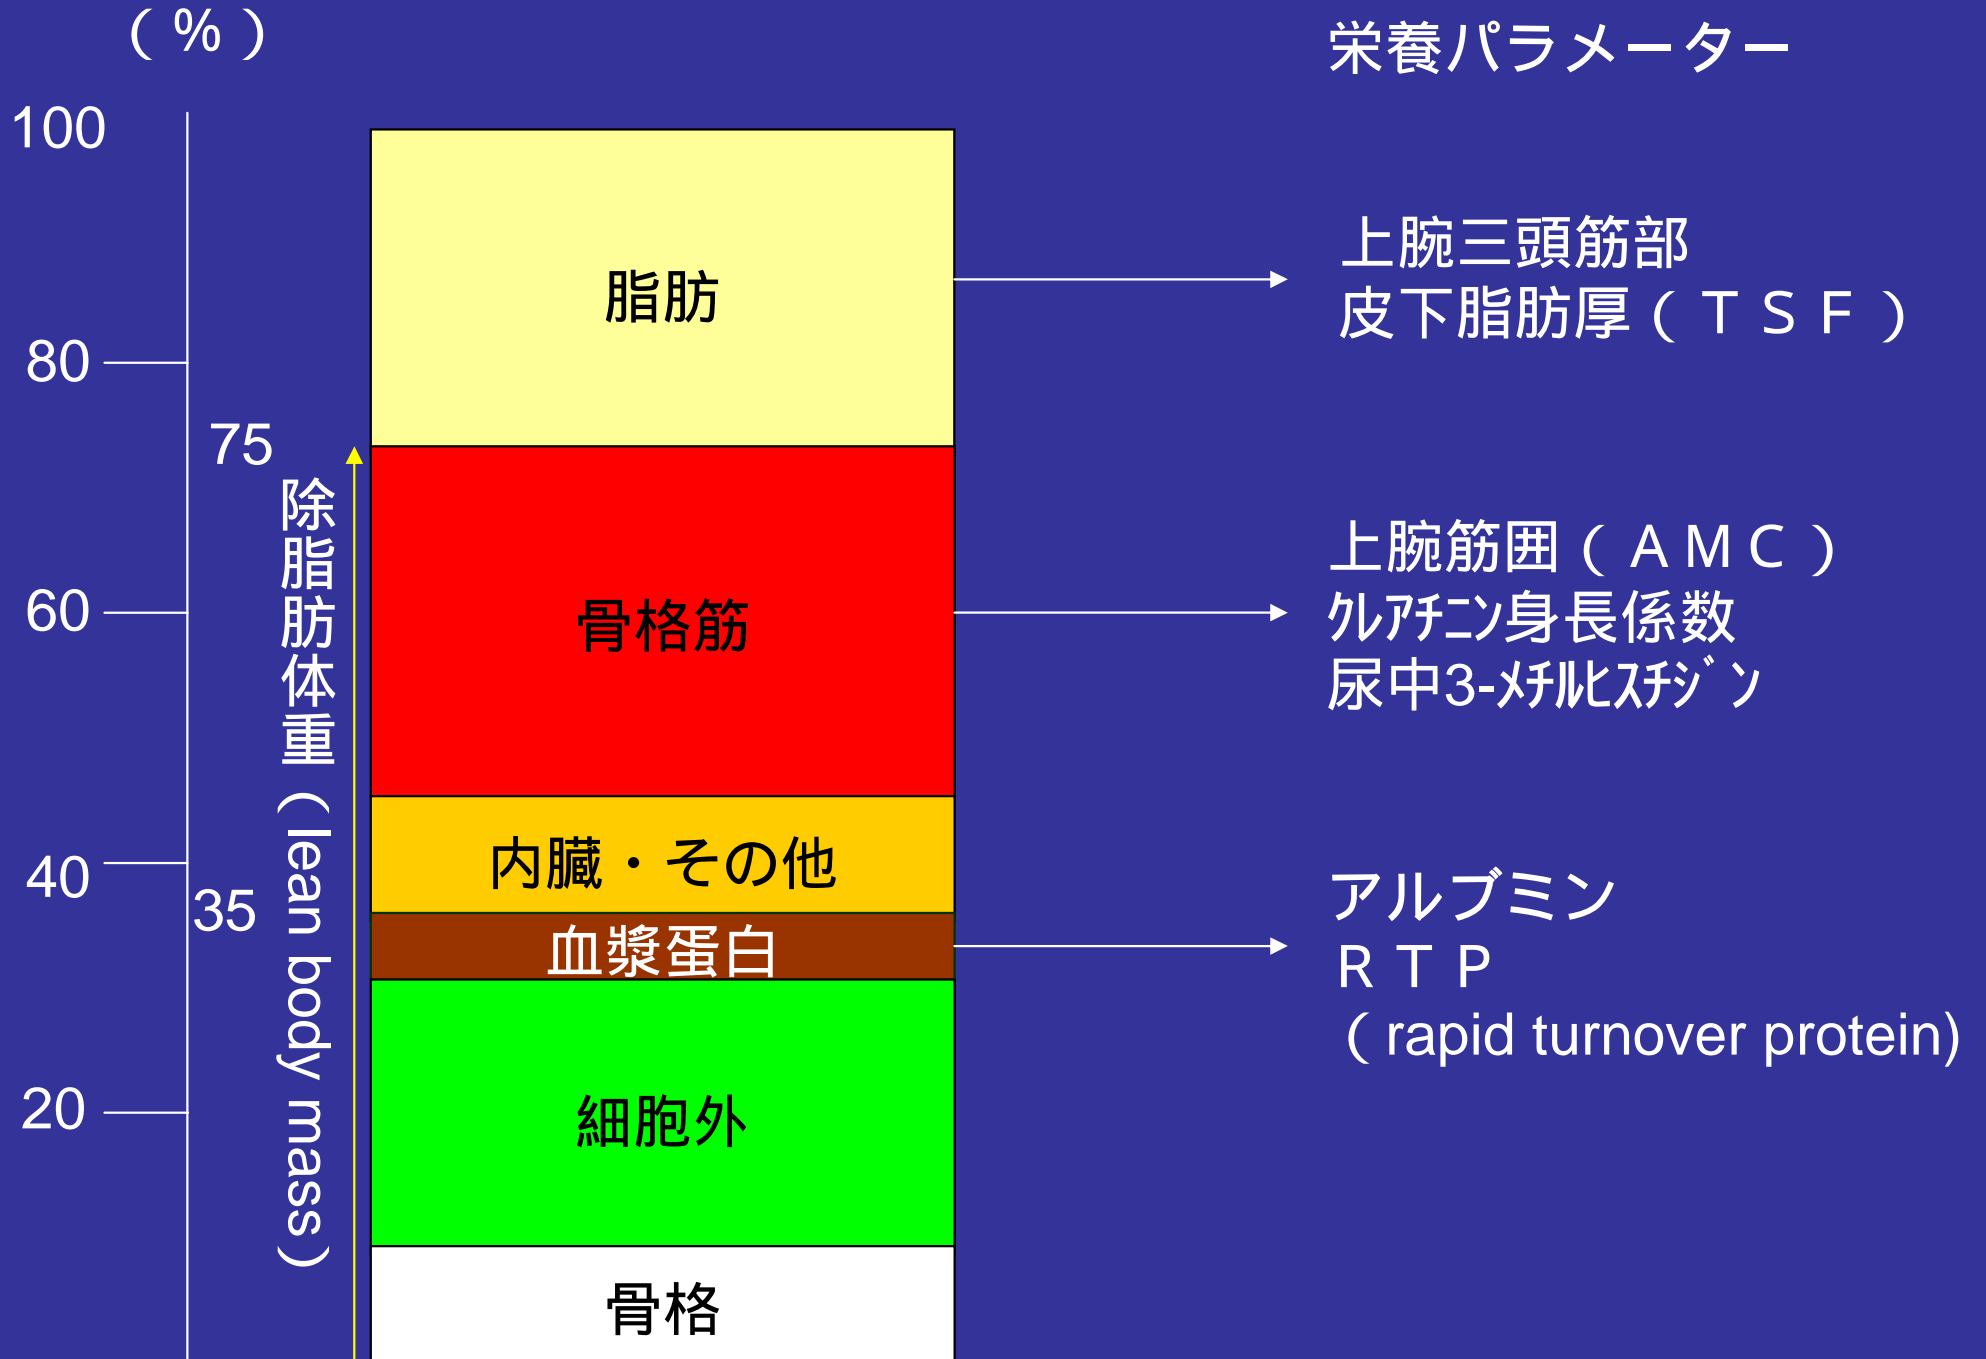 （％）
栄養パラメーター
100
脂肪
上腕三頭筋部
皮下脂肪厚（ＴＳＦ）
80
75
除脂肪体重（lean body mass）
60
骨格筋
上腕筋囲（ＡＭＣ）
ｸﾚｱﾁﾆﾝ身長係数
尿中3-ﾒﾁﾙﾋｽﾁｼﾞﾝ
40
内臓・その他
35
血漿蛋白
アルブミン
ＲＴＰ
（rapid turnover protein)
20
細胞外
骨格